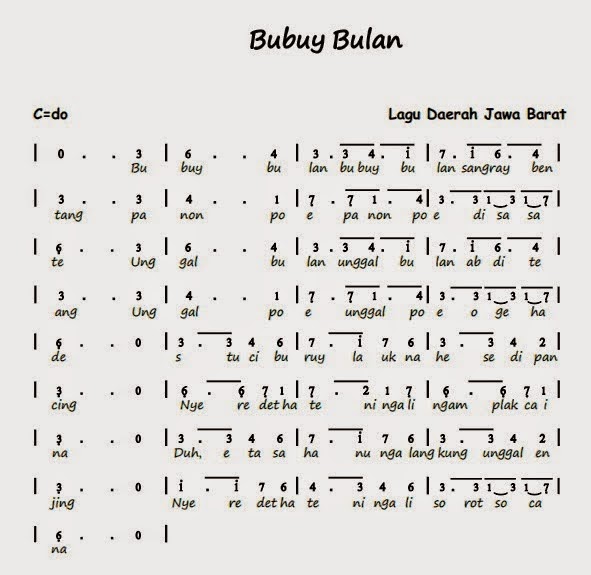 Bubuy Bulan
C=do Lagu Daerah Jawa Barat
| 0 . . 3 | 6 . . 4 | 3 . 3 4 . i | 7 . i 6 . 4 |
Bu buy bu lan bu buy bu lan sangray ben
| 3 . . 3 | 4 . . 1 | 7 . 7 1 . 4 | 3 . 3 1 3 1 7 |
tang pa non po e pa non po e di sa sa
| 6 . . 3 | 6 . . 4 | 3 . 3 4 . i | 7 . i 6 . 4 |
te Ung gal bu lan unggal bu lan ab di te
| 3 . . 3 | 4 . . 1 | 7 . 7 1 . 4 | 3 . 3 1 3 1 7 |
ang Ung gal po e unggal po e o ge ha
| 6 . . 0 | 3 . 3 4 6 | 7 . i 7 6 | 3 . 3 4 2 |
de s tu ci bu ruy la uk na he se di pan
| 3 . . 0 | 6 . 6 7 1 | 7 . 2 1 7 | 6 . 6 7 1 |
cing Nye re det ha te ni nga li ngam plak ca i
| 3 . . 0 | 3 . 3 4 6 | 7 . i 7 6 | 3 . 3 4 2 |
na Duh, e ta sa ha nu nga lang kung unggal en
| 3 . . 0 | i . i 7 6 | 4 . 3 4 6 | 3 . 3 1 3 1 7 |
jing Nye re det ha te ni nga li so rot so ca
| 6 . . 0 |
na